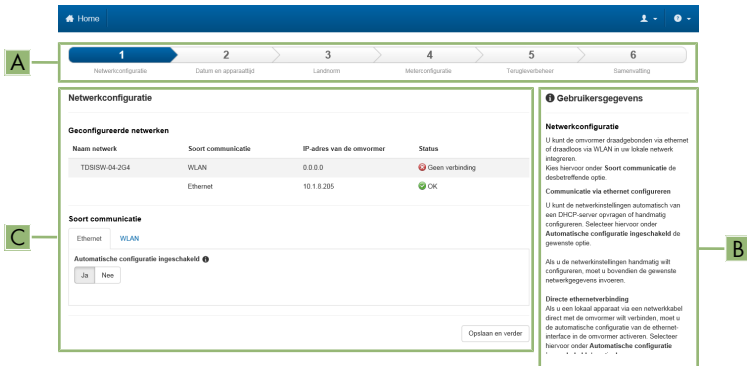 Home
1 2 3 4 5 6
Netwerkconfiguratie Datum en apparaattijd Landnorm Meterconfiguratie Terugleverbeheer Samenvatting
A
Netwerkconfiguratie
Geconfigureerde netwerken
Naam netwerk Soort communicatie IP-adres van de omvormer Status
TDSISW-04-2G4 WLAN 0.0.0.0 Geen verbinding
Ethernet 10.1.8.205 OK
Soort communicatie
C
Ethernet WLAN
Automatische configuratie ingeschakeld
Ja Nee
Opslaan en verder
Gebruikersgegevens
Netwerkconfiguratie
U kunt de omvormer draadgebonden via ethernet
of draadloos via WLAN in uw lokale netwerk
integreren.
Kies hiervoor onder Soort communicatie de
desbetreffende optie.
Communicatie via ethernet configureren
U kunt de netwerkinstellingen automatisch van
een DHCP-server opvragen of handmatig
configureren. Selecteer hiervoor onder
Automatische configuratie ingeschakeld de
gewenste optie.
B
Als u de netwerkinstellingen handmatig wilt
configureren, moet u bovendien de gewenste
netwerkgegevens invoeren.
Directe ethernetverbinding
Als u een lokaal apparaat via een netwerkkabel
direct met de omvormer wilt verbinden, moet u
de automatische configuratie van de ethernet-
interface in de omvormer activeren. Selecteer
hiervoor onder Automatische configuratie